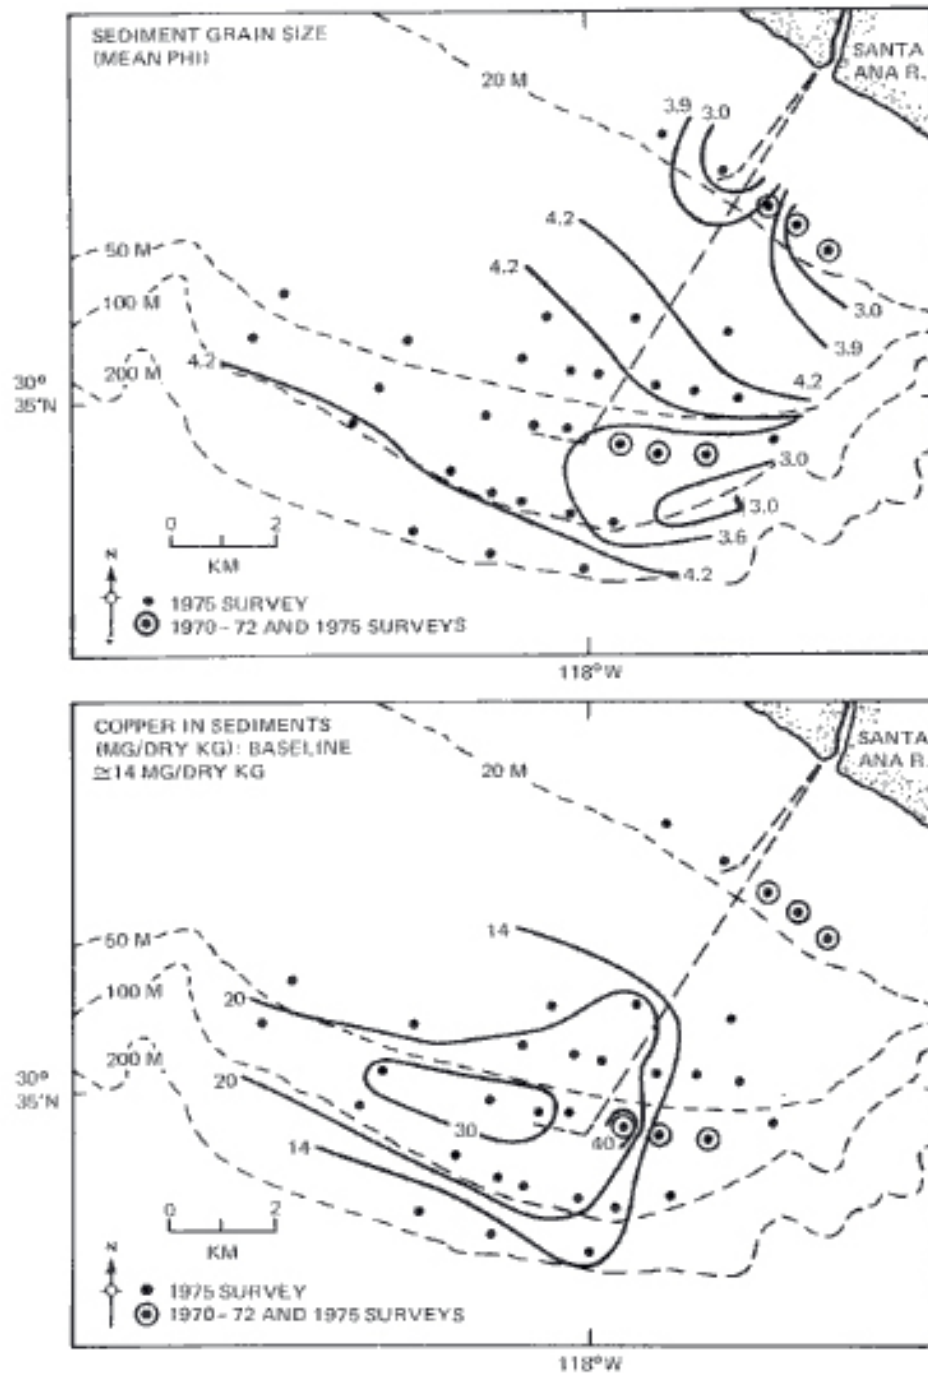 SEDIMENT GRAIN SIZE
(MEAN PHI)
SANTA
ANA R.
20 M
3.9
3.0
4.2
4.2
50 M
100 M
200 M
3.0
3.9
4.2
4.2
30°
35'N
3.0
3.0
3.6
4.2
0 2
KM
N
1975 SURVEY
1970-72 AND 1975 SURVEYS
118°W
COPPER IN SEDIMENTS
(MG/DRY KG): BASELINE
≃14 MG/DRY KG
SANTA
ANA R.
20 M
14
50 M
100 M
20
200 M
30°
35'N
20
30
40
14
0 2
KM
N
1975 SURVEY
1970-72 AND 1975 SURVEYS
118°W